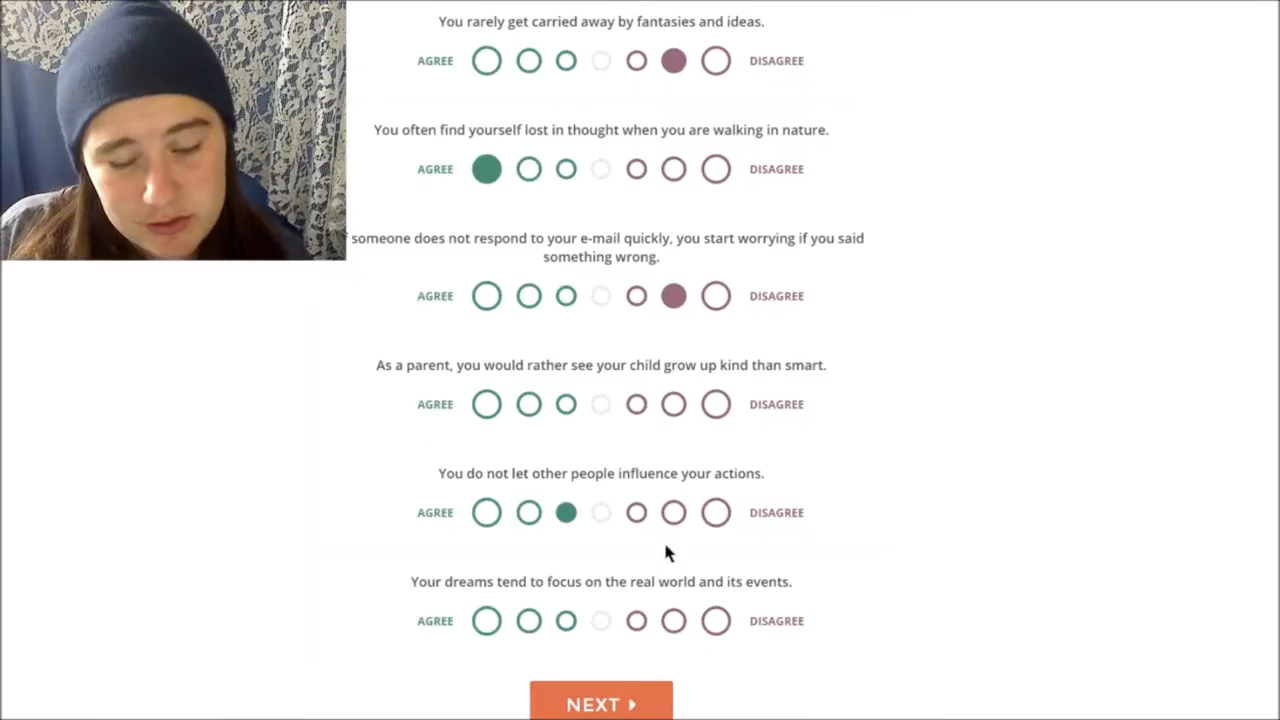 You rarely get carried away by fantasies and ideas.
AGREE DISAGREE
You often find yourself lost in thought when you are walking in nature.
AGREE DISAGREE
someone does not respond to your e-mail quickly, you start worrying if you said
something wrong.
AGREE DISAGREE
As a parent, you would rather see your child grow up kind than smart.
AGREE DISAGREE
You do not let other people influence your actions.
AGREE DISAGREE
Your dreams tend to focus on the real world and its events.
AGREE DISAGREE
NEXT